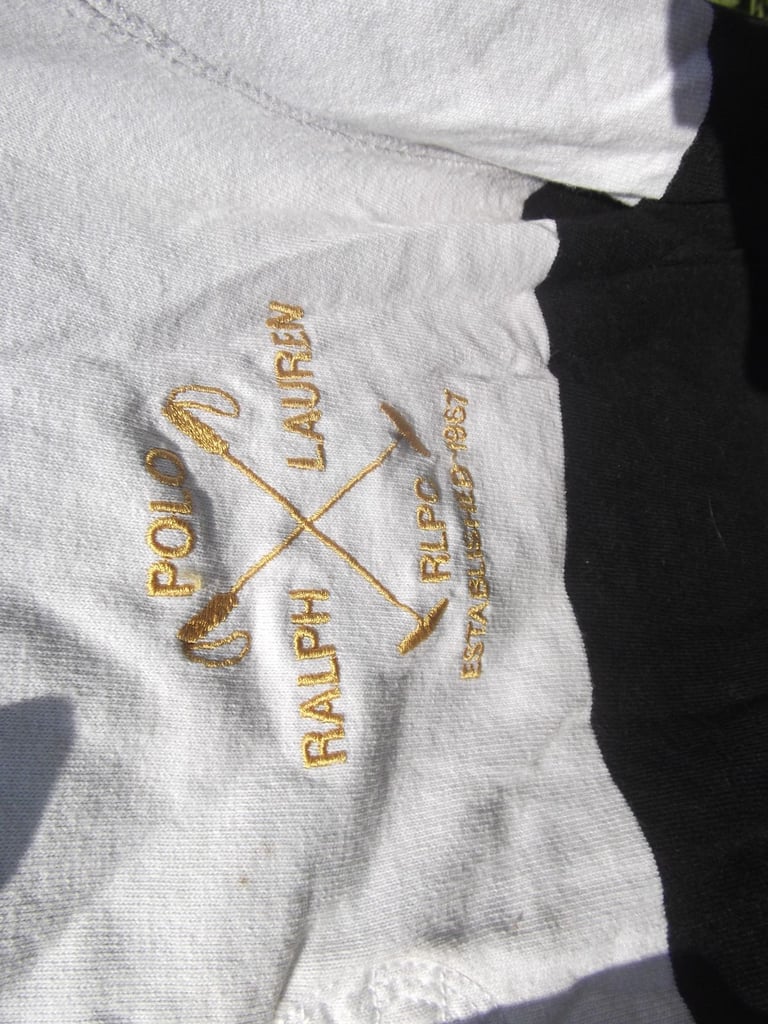 POLO
RALPH LAUREN
RLPC
ESTABLISHED 1967